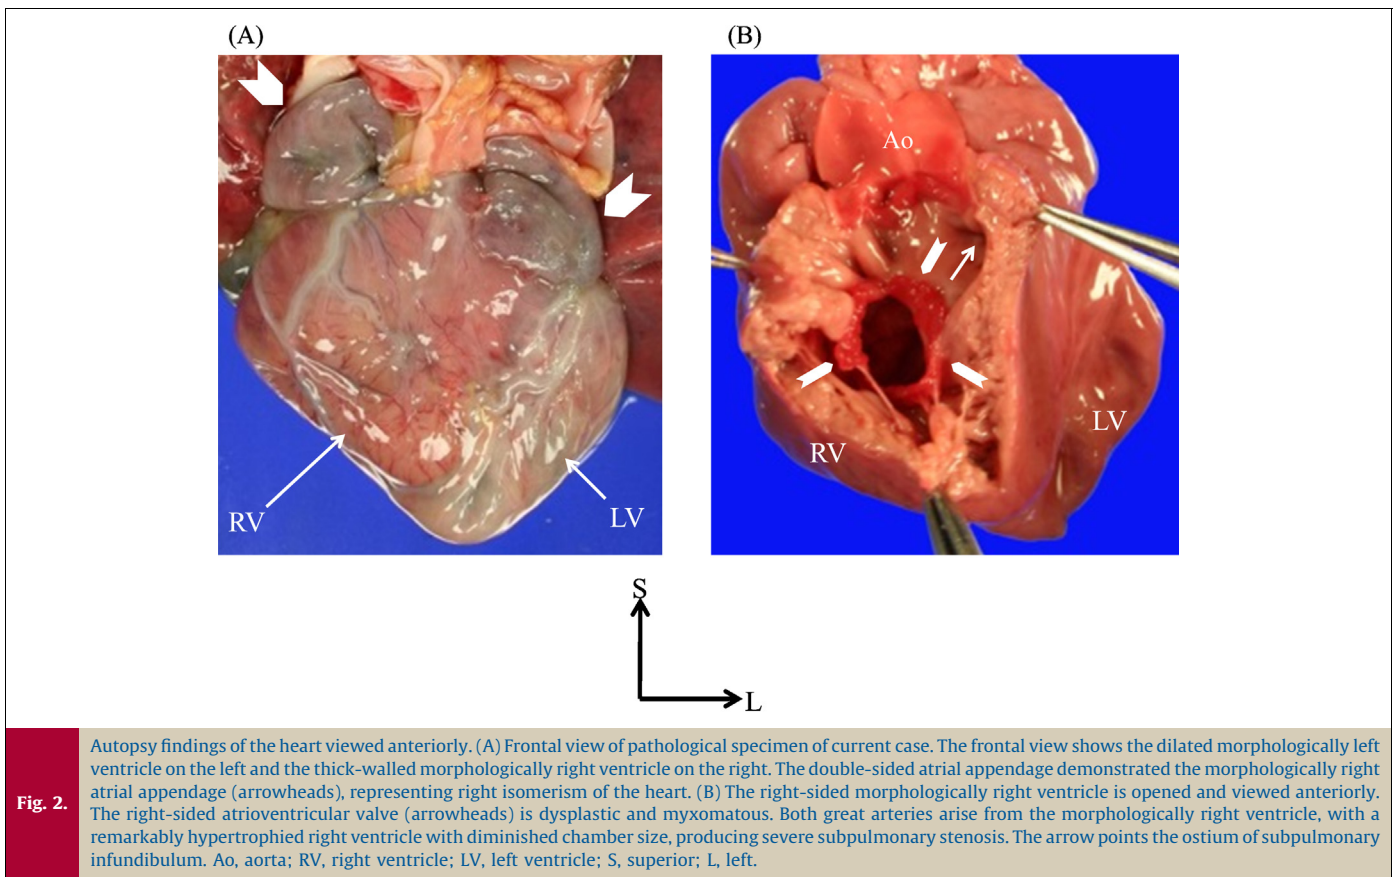 (A)
(B)
Ao
RV
LV
RV
LV
S
L
Fig. 2.
Autopsy findings of the heart viewed anteriorly. (A) Frontal view of pathological specimen of current case. The frontal view shows the dilated morphologically left
ventricle on the left and the thick-walled morphologically right ventricle on the right. The double-sided atrial appendage demonstrated the morphologically right
atrial appendage (arrowheads), representing right isomerism of the heart. (B) The right-sided morphologically right ventricle is opened and viewed anteriorly.
The right-sided atrioventricular valve (arrowheads) is dysplastic and myxomatous. Both great arteries arise from the morphologically right ventricle, with a
remarkably hypertrophied right ventricle with diminished chamber size, producing severe subpulmonary stenosis. The arrow points the ostium of subpulmonary
infundibulum. Ao, aorta; RV, right ventricle; LV, left ventricle; S, superior; L, left.